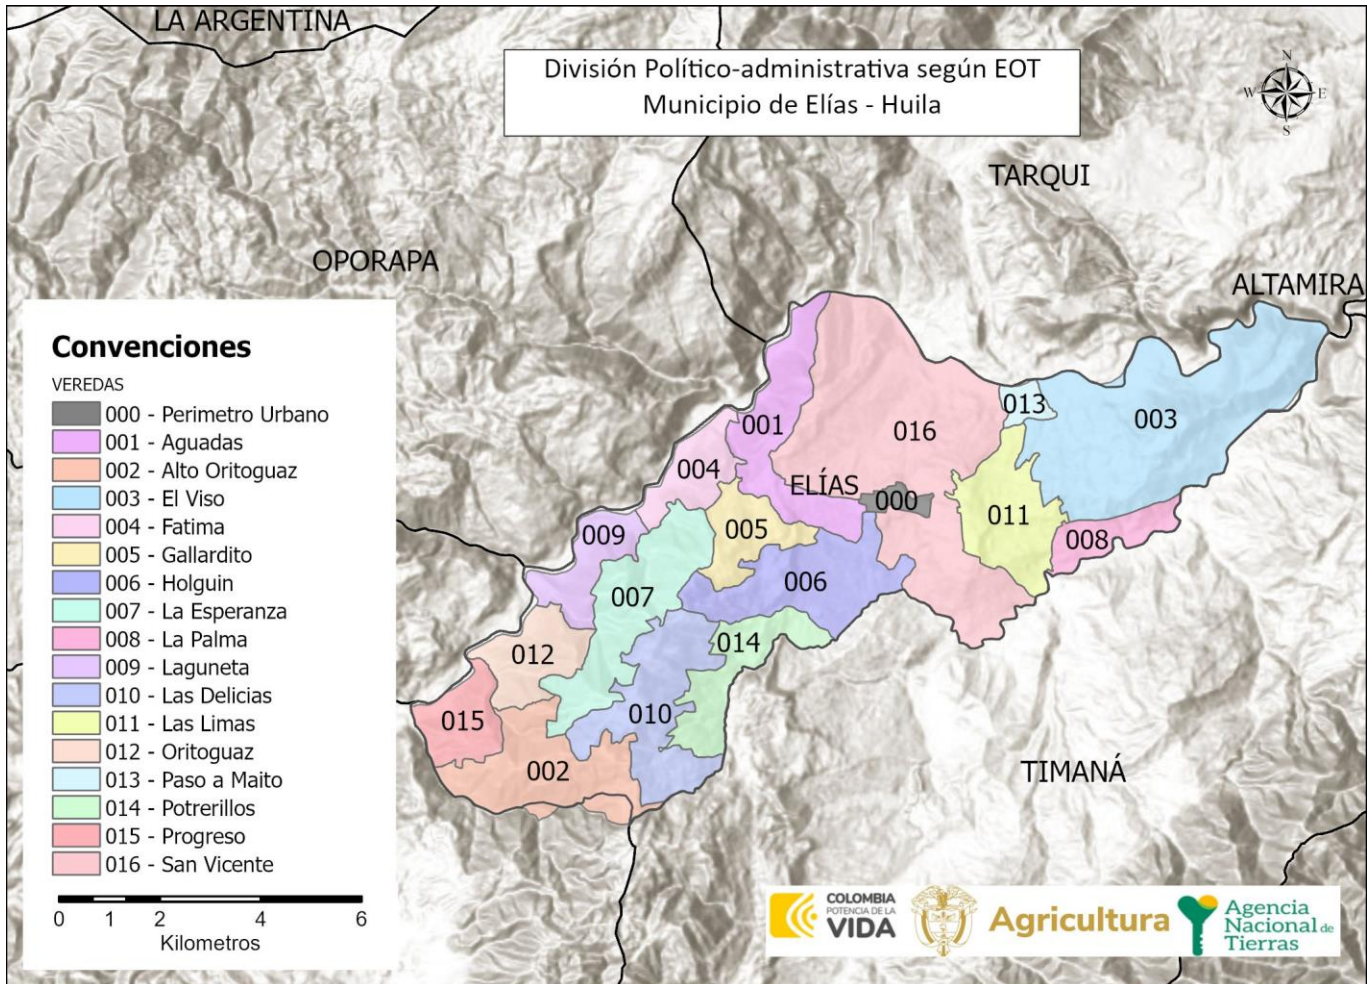 LA ARGENTINA
División Político-administrativa según EOT
Municipio de Elías - Huila
N
W E
S
TARQUI
OPORAPA
ALTAMIRA
Convenciones
VEREDAS
000 - Perimetro Urbano
001 - Aguadas
002 - Alto Oritoguaz
003 - El Viso
004 - Fatima
005 - Gallardito
006 - Holguin
007 - La Esperanza
008 - La Palma
009 - Laguneta
010 - Las Delicias
011 - Las Limas
012 - Oritoguaz
013 - Paso a Maito
014 - Potrerillos
015 - Progreso
016 - San Vicente
0 1 2 4 6
Kilometros
013
003
001
016
004
ELÍAS
000
005
011
009
008
006
007
014
012
015
010
002
TIMANÁ
COLOMBIA
POTENCIA DE LA
VIDA
Agricultura
Agencia
Nacional de
Tierras